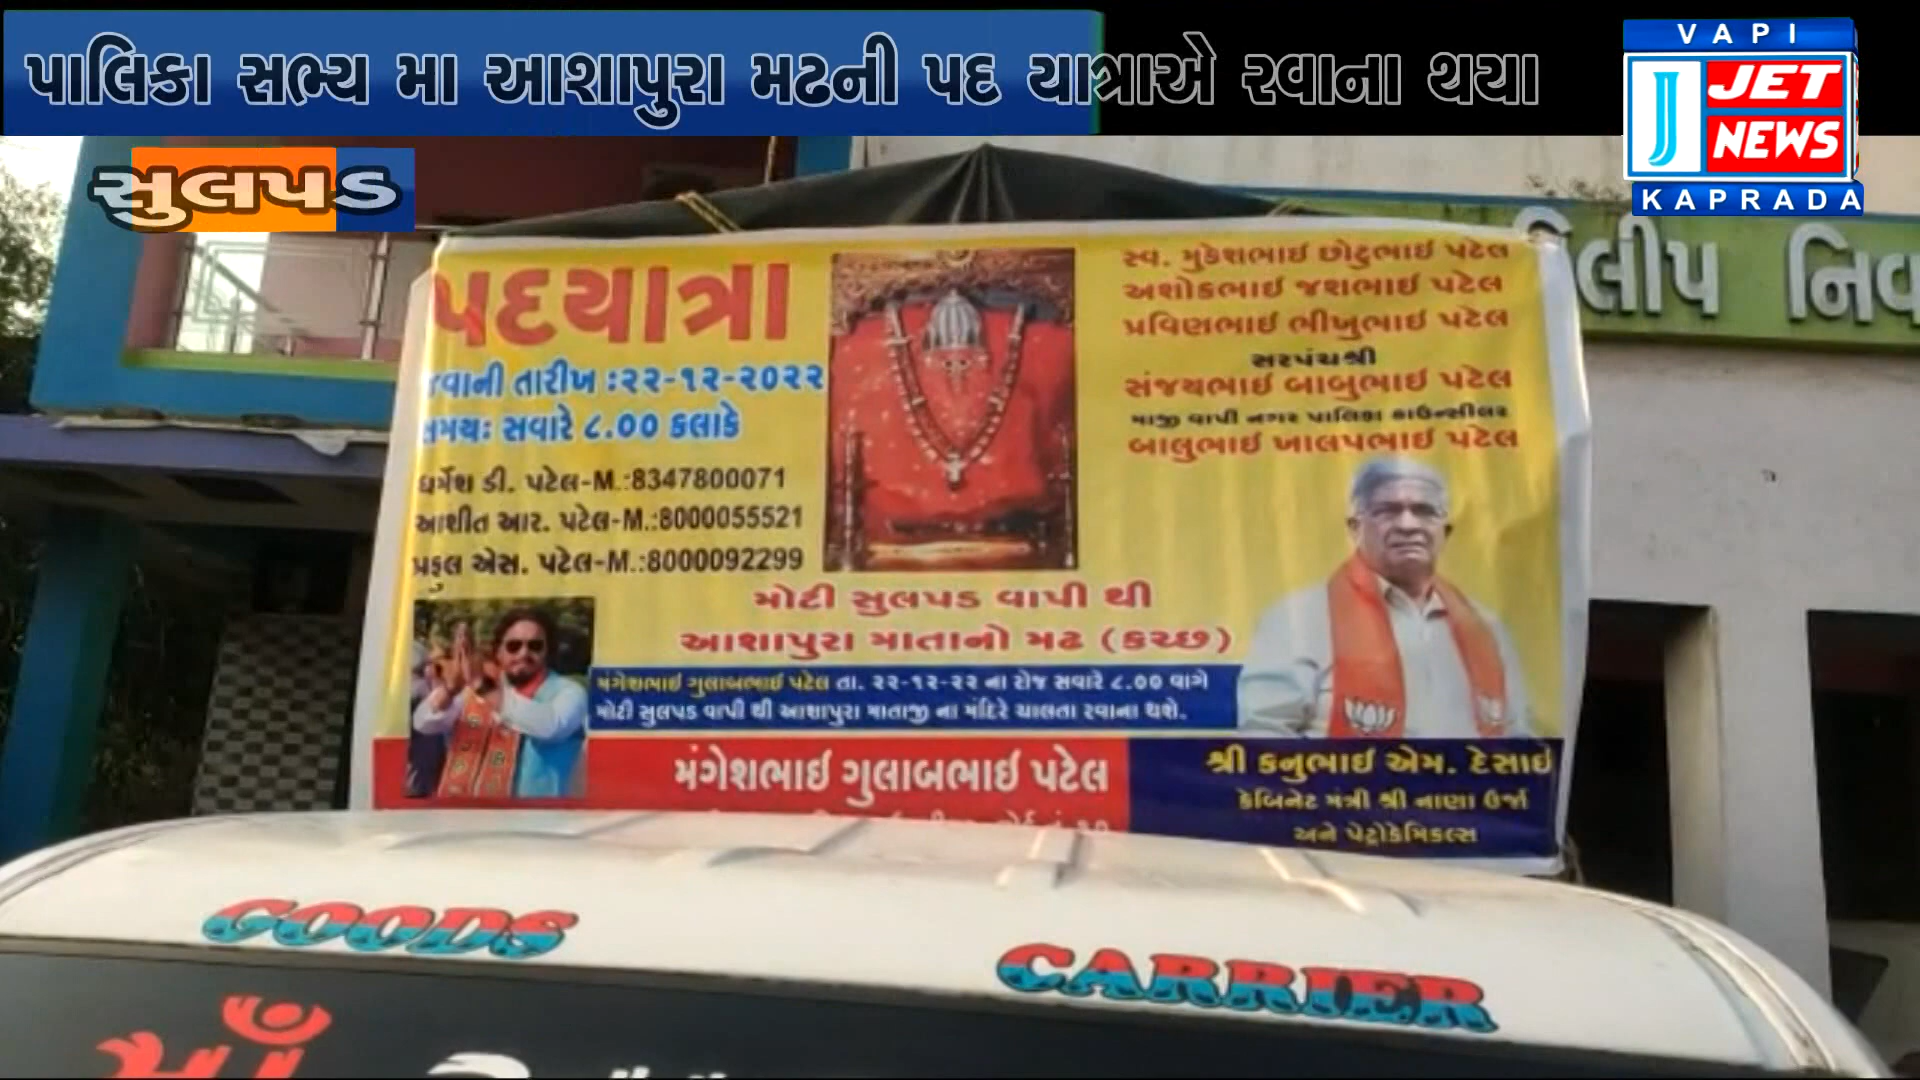 પાલિકા સભ્ય મા આશાપુરા મઢની પદ યાત્રાએ રવાના થયા
VAPI
J JET
NEWS
KAPRADA
સુલપડ
પદયાત્રા
જવાની તારીખ :૨૨-૧૨-૨૦૨૨
સમય: સવારે ૮.૦૦ કલાકે
ધર્મેશ ડી. પટેલ-M.:8347800071
આશીત આર. પટેલ-M.:8000055521
પ્રફુલ એસ. પટેલ-M.:8000092299
સ્વ. મુકેશભાઈ છોટુભાઈ પટેલ
અશોકભાઈ જશભાઈ પટેલ
પ્રવિણભાઈ ભીખુભાઈ પટેલ
સરપંચશ્રી
સંજયભાઈ બાબુભાઈ પટેલ
માજી વાપી નગર પાલિકા કાઉન્સીલર
બાલુભાઈ ખાલપભાઈ પટેલ
મોટી સુલપડ વાપી થી
આશાપુરા માતાનો મઢ (કચ્છ)
મંગેશભાઈ ગુલાબભાઈ પટેલ તા. ૨૨-૧૨-૨૨ ના રોજ સવારે ૮.૦૦ વાગે
મોટી સુલપડ વાપી થી આશાપુરા માતાજી ના મંદિરે ચાલતા રવાના થશે.
મંગેશભાઈ ગુલાબભાઈ પટેલ
શ્રી કનુભાઈ એમ. દેસાઈ
કેબિનેટ મંત્રી શ્રી નાણા ઉર્જા
અને પેટ્રોકેમિકલ્સ
લીપ નિવ
GOODS CARRIER
માઁ